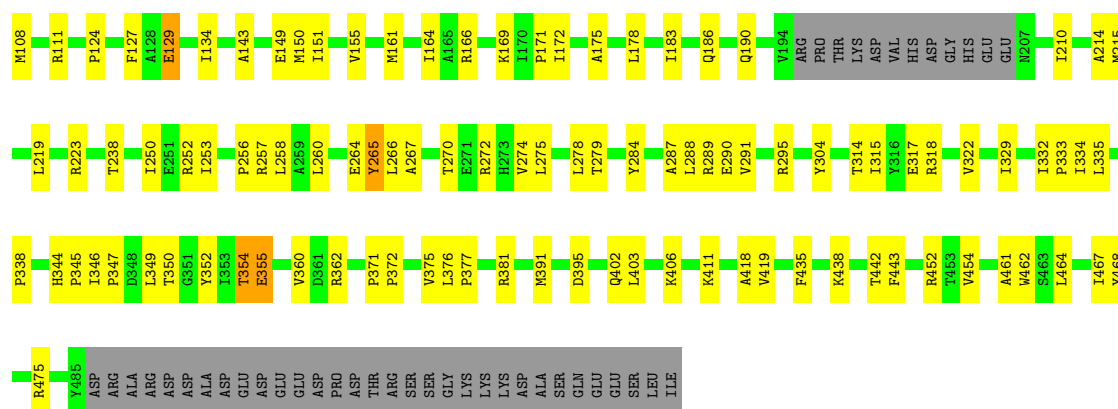 M108 R111 P124 F127 A128 E129 I134 A143 E149 M150 I151 V155 M161 I164 A165 R166 K169 I170 P171 I172 A175 L178 I183 Q186 Q190 V194 ARG PRO THR LYS ASP VAL HIS ASP GLY HIS GLU GLU N207 I210 A214 M215
L219 R223 T238 I250 E251 R252 I253 P256 R257 L258 A259 L260 E264 Y265 L266 A267 T270 E271 R272 H273 V274 L275 L278 T279 Y284 A287 L288 R289 E290 V291 R295 Y304 T314 I315 Y316 E317 R318 V322 I329 I332 P333 I334 L335
P338 H344 P345 I346 P347 D348 L349 T350 G351 Y352 I353 T354 E355 V360 D361 R362 P371 P372 V375 L376 P377 R381 M391 D395 Q402 L403 K406 K411 A418 V419 F435 K438 T442 F443 R452 T453 V454 A461 W462 S463 L464 I467 Y468
R475 Y485 ASP ARG ALA ARG ASP ASP ALA ASP GLU ASP GLU GLU ASP PRO ASP THR ARG SER SER GLY LYS LYS LYS ASP ALA SER GLN GLU GLU SER LEU ILE